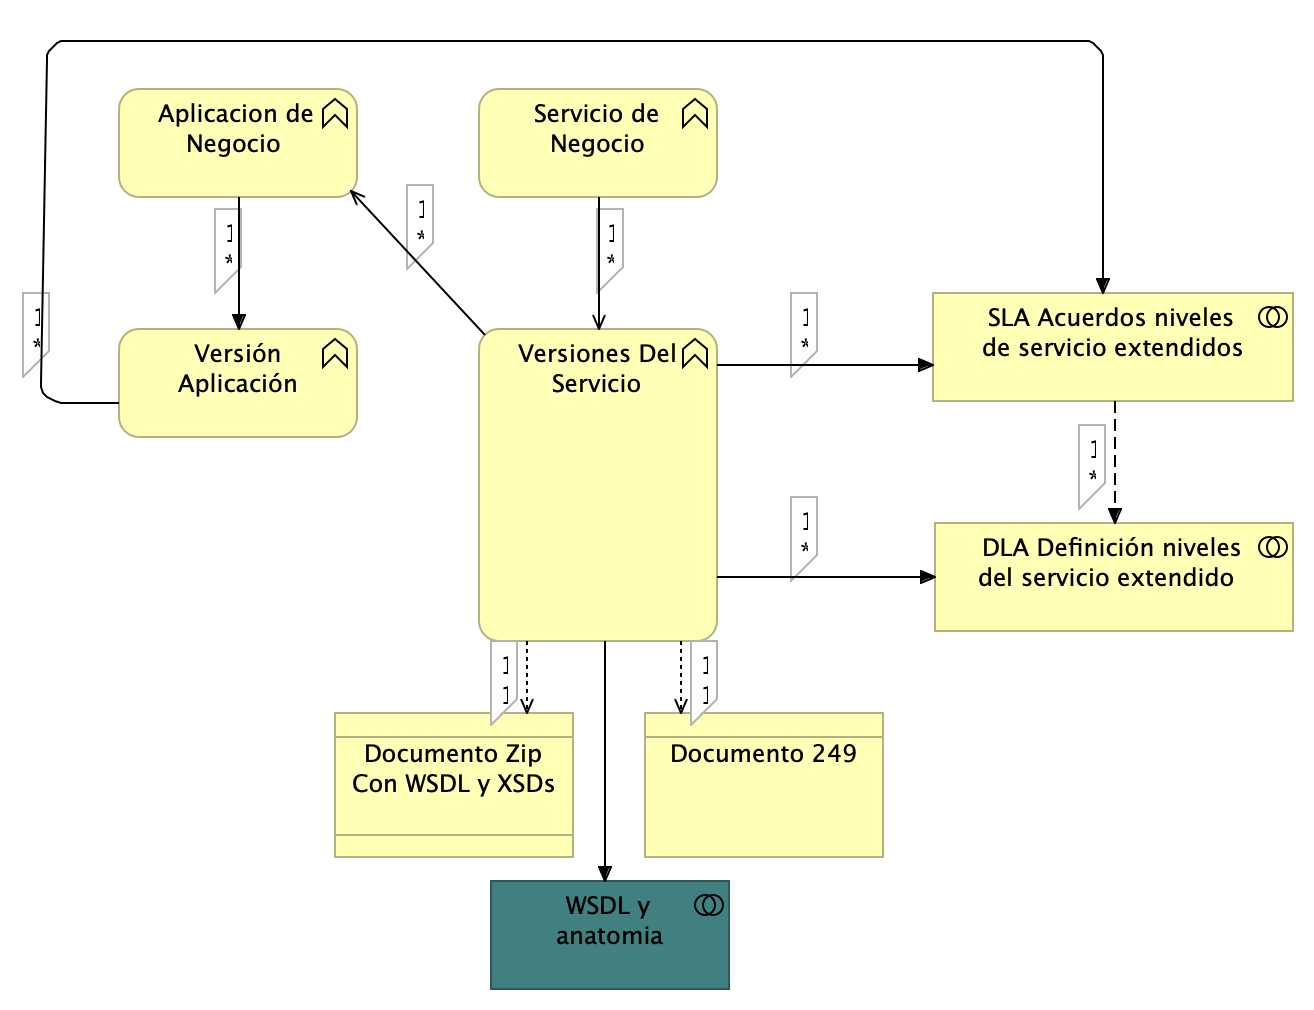 Aplicacion de
Negocio
Servicio de
Negocio
1
*
1
*
1
*
1
*
1
*
Versión
Aplicación
Versiones Del
Servicio
SLA Acuerdos niveles
de servicio extendidos
1
*
1
*
DLA Definición niveles
del servicio extendido
1
1
1
1
Documento Zip
Con WSDL y XSDs
Documento 249
WSDL y
anatomia